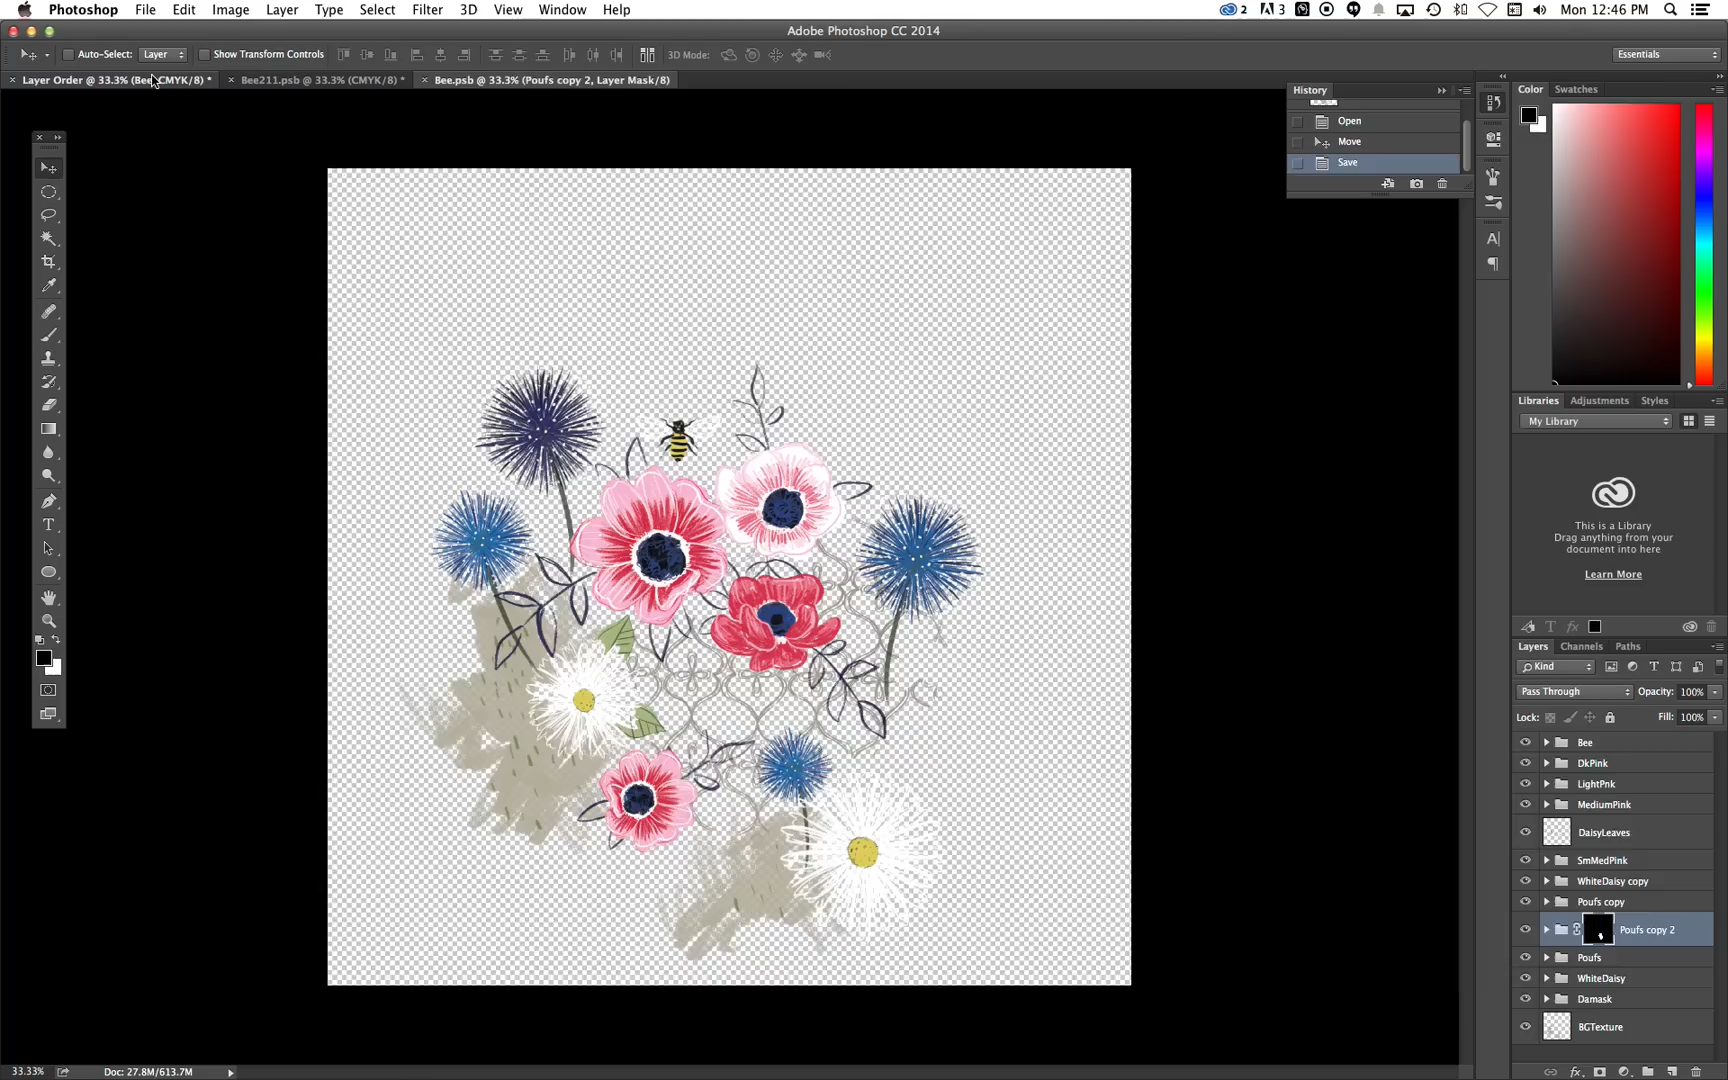 Photoshop File Edit Image Layer Type Select Filter 3D View Window Help 2 3 Mon 12:46 PM
Adobe Photoshop CC 2014
Auto-Select: Layer Show Transform Controls 3D Mode: Essentials
Layer Order @ 33.3% (Bee, CMYK/8) * Bee211.psb @ 33.3% (CMYK/8) * Bee.psb @ 33.3% (Poufs copy 2, Layer Mask/8)
History
Open
Move
Save
Color Swatches
Libraries Adjustments Styles
My Library
This is a Library
Drag anything from your
document into here
Learn More
Layers Channels Paths
Kind
Pass Through Opacity: 100%
Lock: Fill: 100%
Bee
DkPink
LightPnk
MediumPink
DaisyLeaves
SmMedPink
WhiteDaisy copy
Poufs copy
Poufs copy 2
Poufs
WhiteDaisy
Damask
BGTexture
33.33% Doc: 27.8M/613.7M